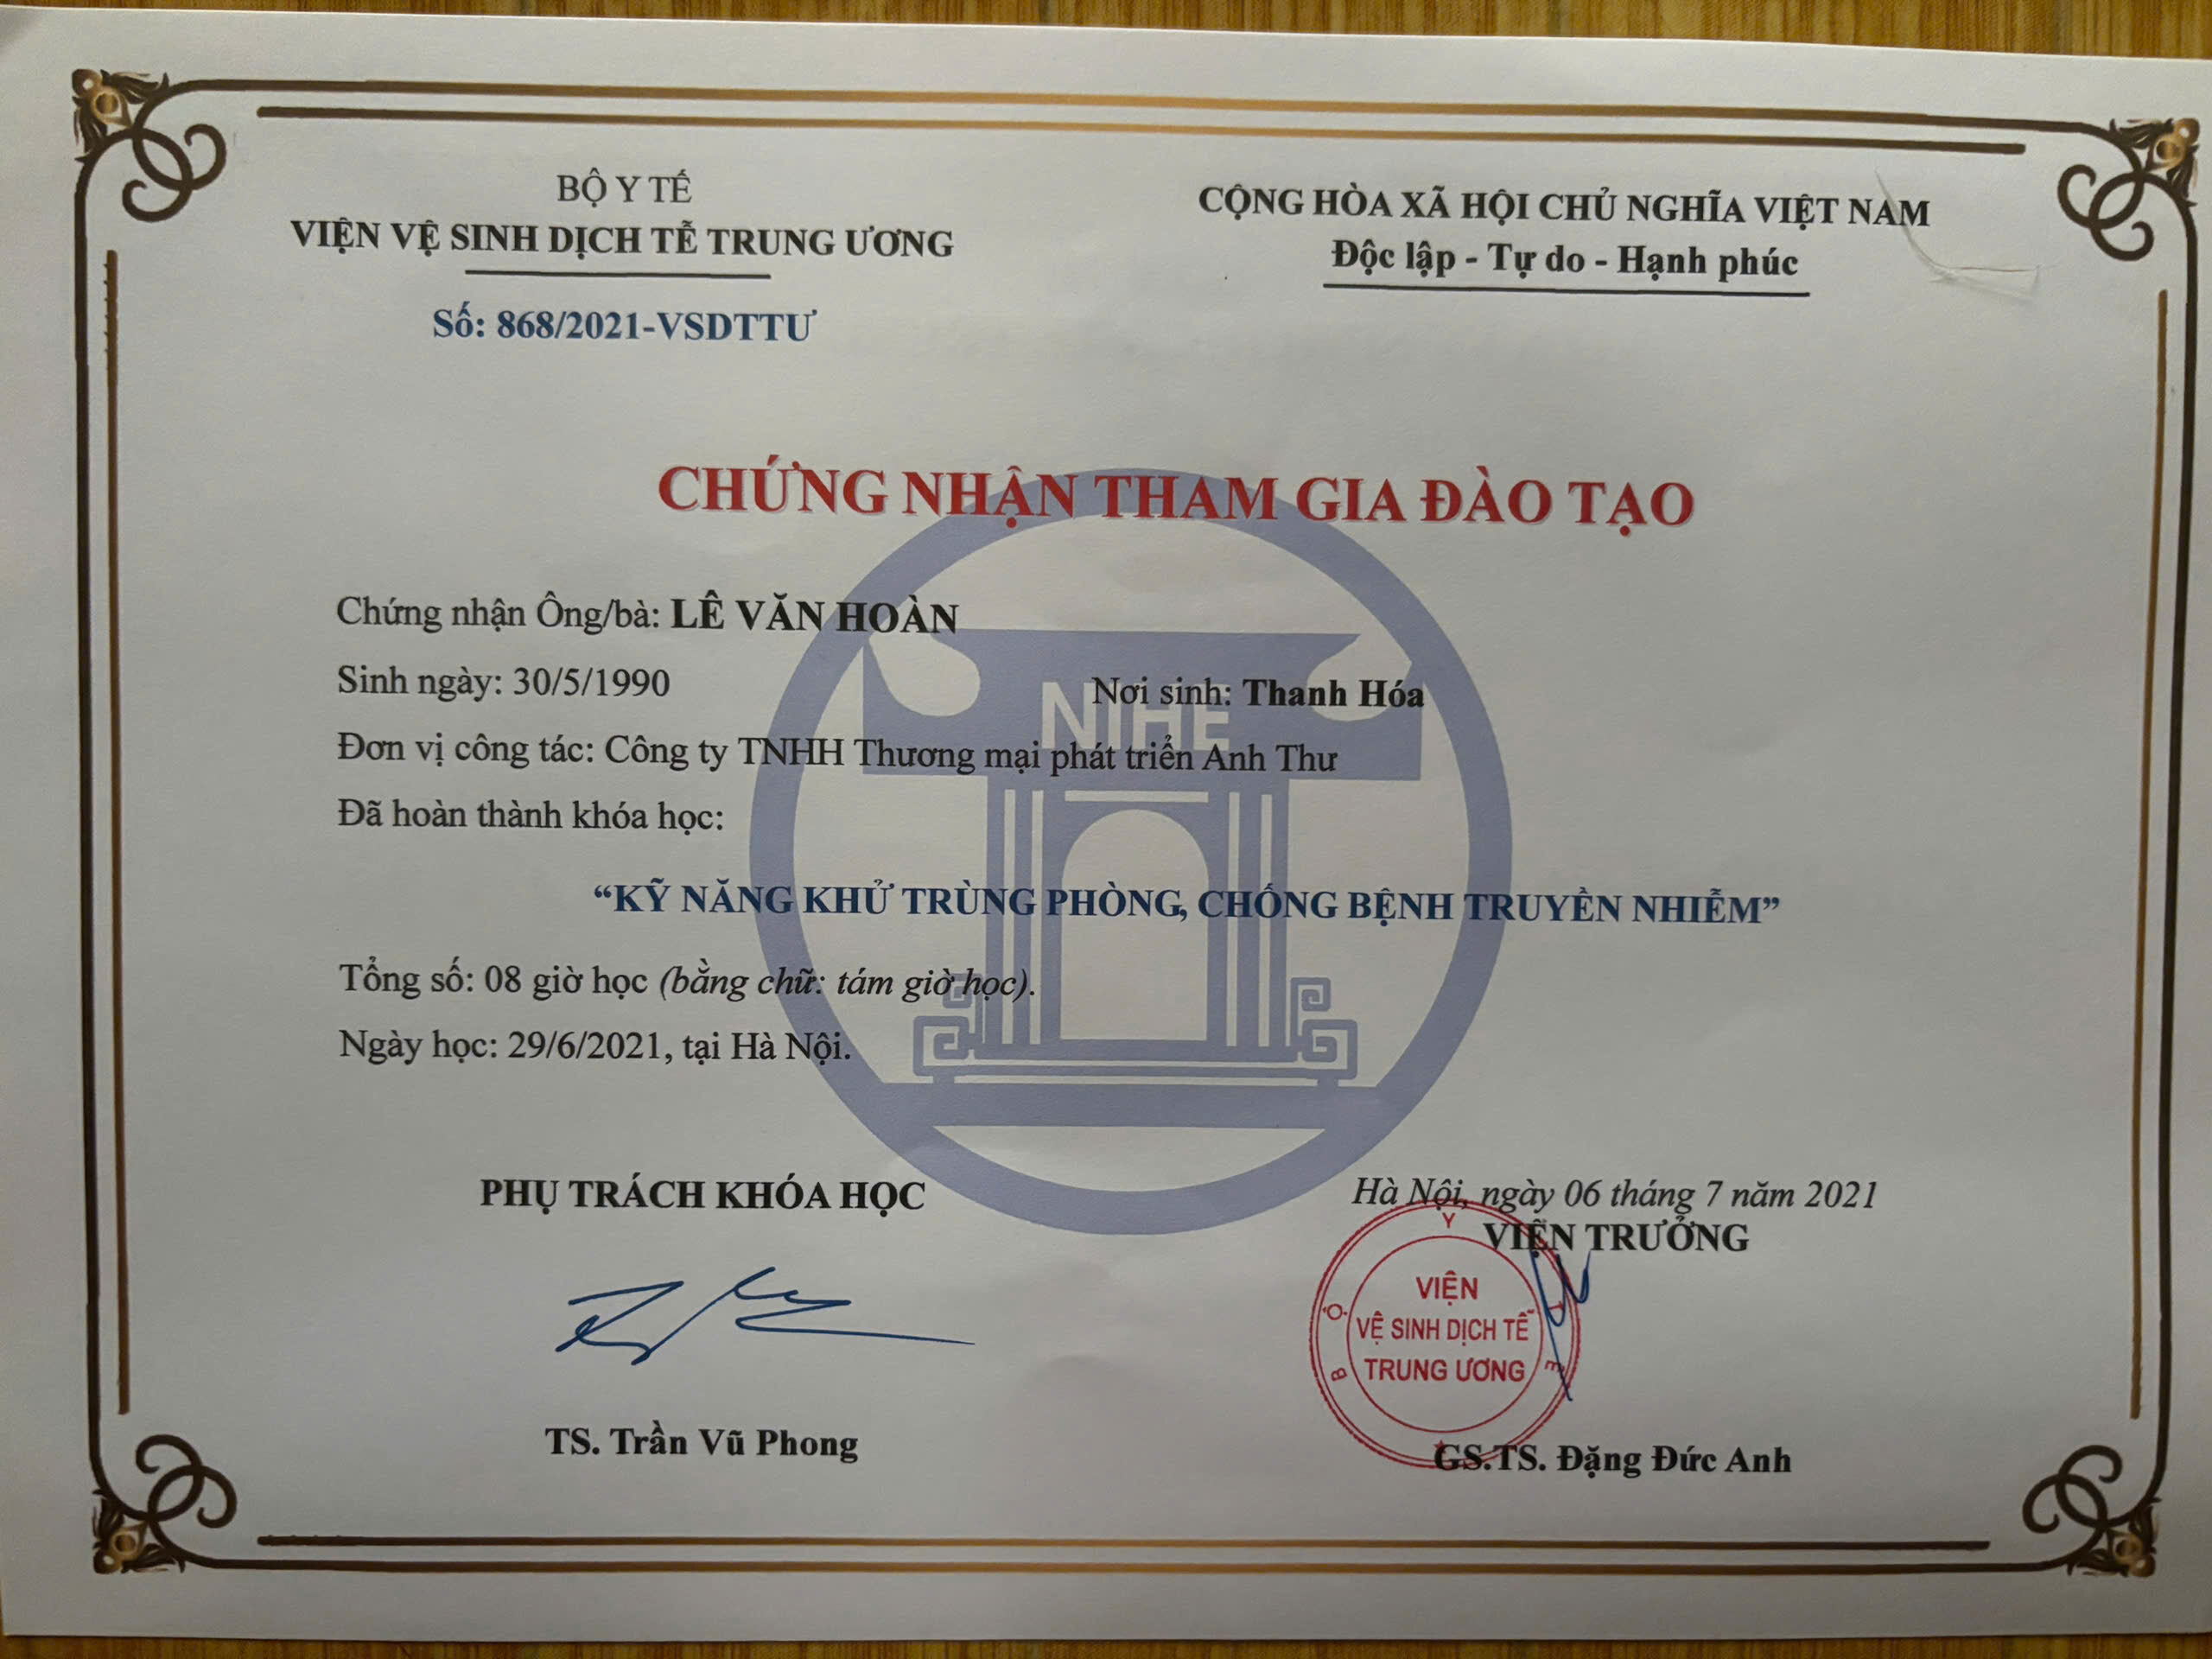 BỘ Y TẾ
VIỆN VỆ SINH DỊCH TỄ TRUNG ƯƠNG
Số: 868/2021-VSDTTƯ
CỘNG HÒA XÃ HỘI CHỦ NGHĨA VIỆT NAM
Độc lập - Tự do - Hạnh phúc
CHỨNG NHẬN THAM GIA ĐÀO TẠO
Chứng nhận Ông/bà: LÊ VĂN HOÀN
Sinh ngày: 30/5/1990 Nơi sinh: Thanh Hóa
NIHE
Đơn vị công tác: Công ty TNHH Thương mại phát triển Anh Thư
Đã hoàn thành khóa học:
“KỸ NĂNG KHỬ TRÙNG PHÒNG, CHỐNG BỆNH TRUYỀN NHIỄM”
Tổng số: 08 giờ học (bằng chữ: tám giờ học).
Ngày học: 29/6/2021, tại Hà Nội.
PHỤ TRÁCH KHÓA HỌC
TS. Trần Vũ Phong
Hà Nội, ngày 06 tháng 7 năm 2021
VIỆN TRƯỞNG
BỘ Y TẾ
VIỆN
VỆ SINH DỊCH TỄ
TRUNG ƯƠNG
GS.TS. Đặng Đức Anh